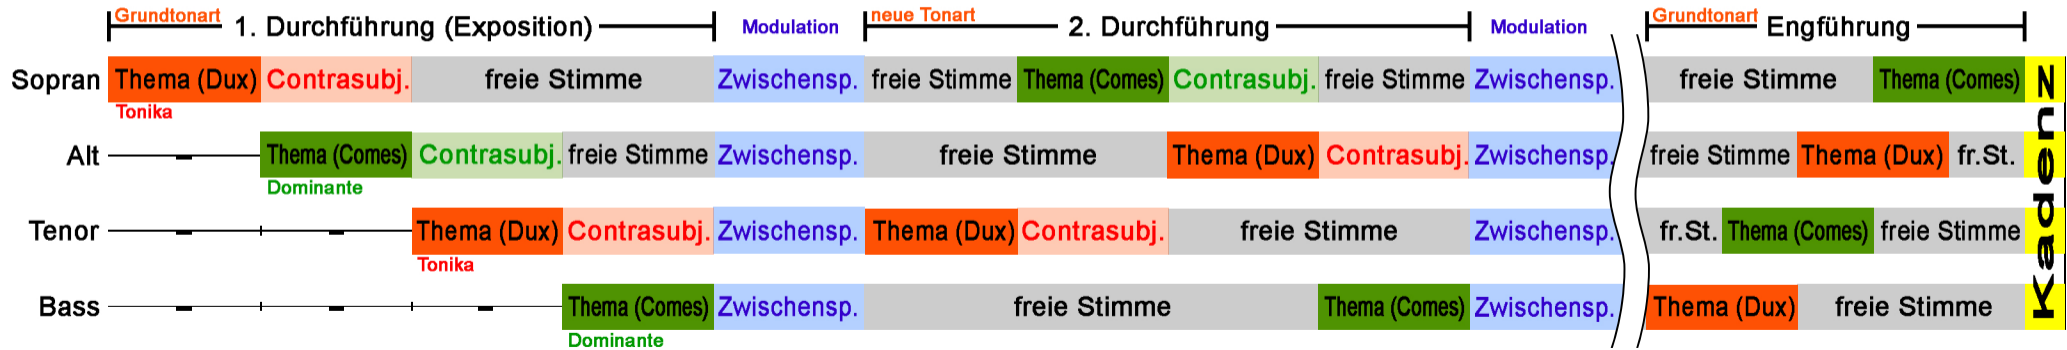 Grundtonart neue Tonart Grundtonart
1. Durchführung (Exposition) Modulation 2. Durchführung Modulation Engführung
Sopran Thema (Dux) Contrasubj. freie Stimme Zwischensp. freie Stimme Thema (Comes) Contrasubj. freie Stimme Zwischensp. freie Stimme Thema (Comes)
Tonika
Alt Thema (Comes) Contrasubj. freie Stimme Zwischensp. freie Stimme Thema (Dux) Contrasubj. Zwischensp. freie Stimme Thema (Dux) fr.St.
Dominante
Tenor Thema (Dux) Contrasubj. Zwischensp. Thema (Dux) Contrasubj. freie Stimme Zwischensp. fr.St. Thema (Comes) freie Stimme
Tonika
Bass Thema (Comes) Zwischensp. freie Stimme Thema (Comes) Zwischensp. Thema (Dux) freie Stimme
Dominante
Kadenz